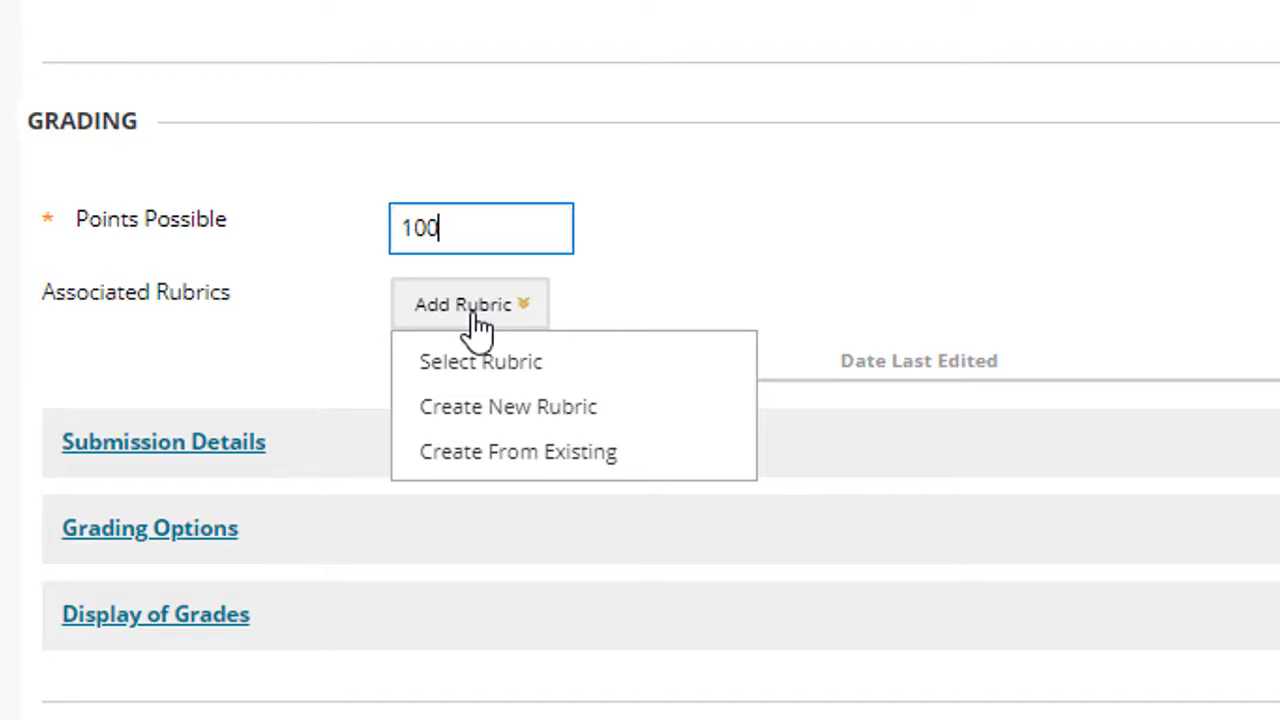 GRADING
* Points Possible
100
Associated Rubrics
Add Rubric
Select Rubric
Date Last Edited
Create New Rubric
Create From Existing
Submission Details
Grading Options
Display of Grades